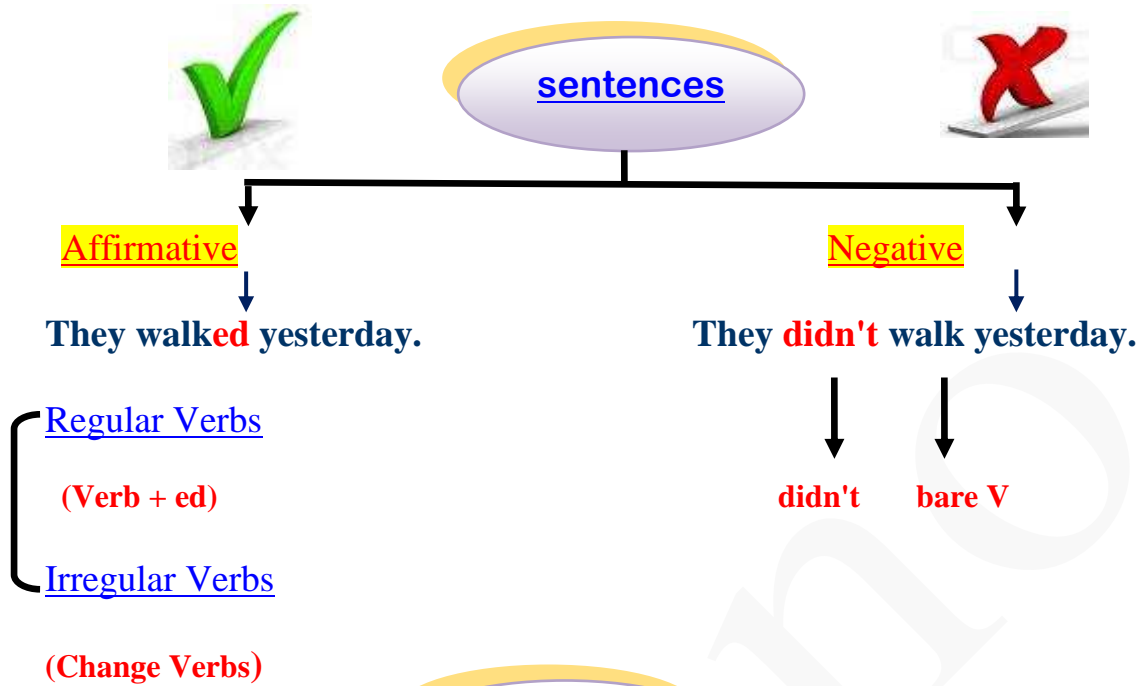 sentences
Affirmative
Negative
They walked yesterday.
They didn't walk yesterday.
Regular Verbs
(Verb + ed)
didn't bare V
Irregular Verbs
(Change Verbs)
no